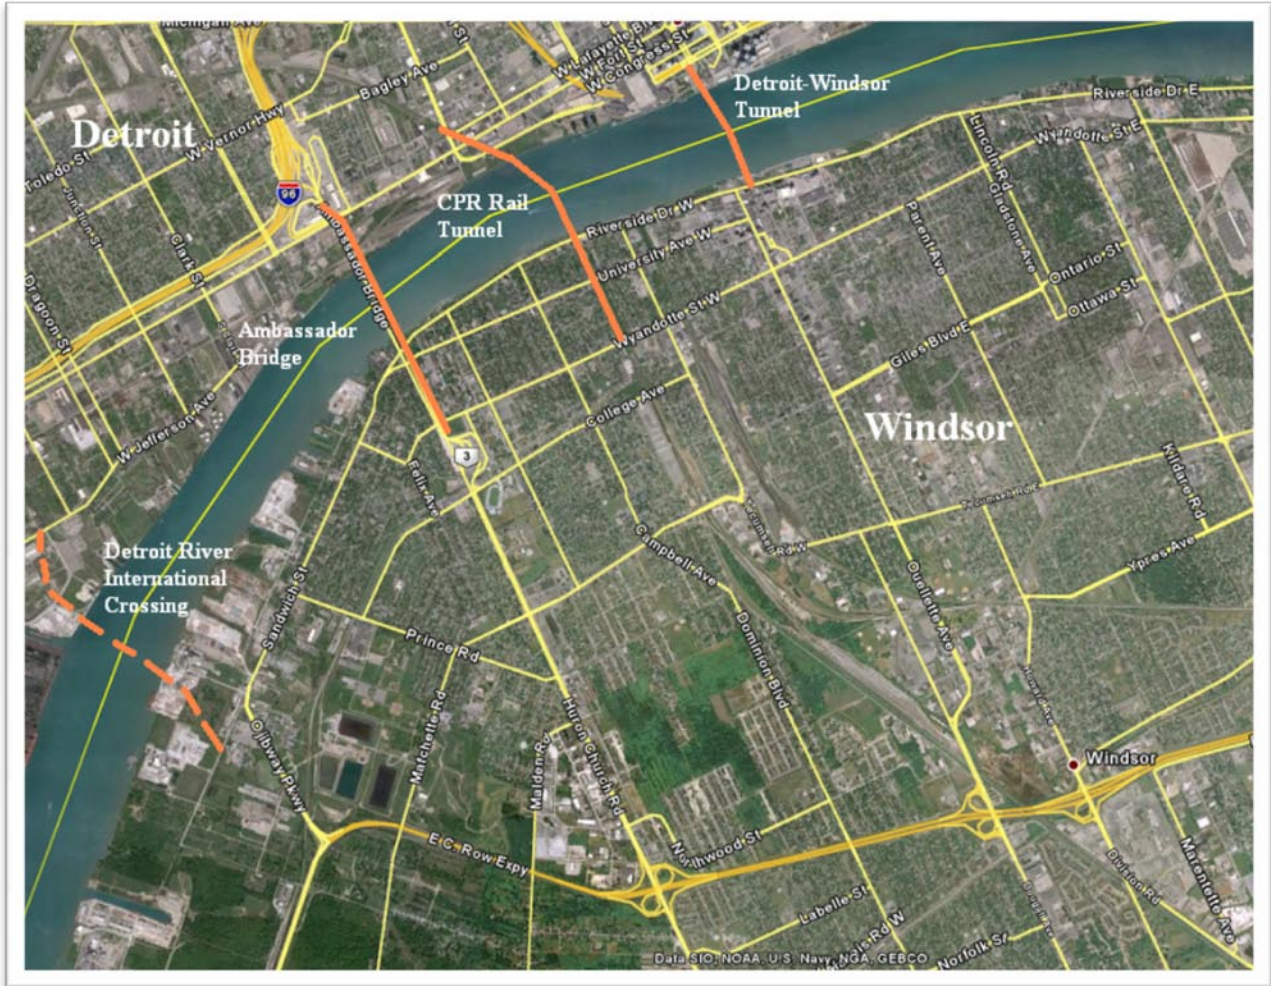 Michigan Ave
W Lafayette Blvd
W Fort St
W Congress St
Bagley Ave
Detroit-Windsor
Tunnel
Riverside Dr E
Detroit
W Vernor Hwy
Wyandotte St E
Lincoln Rd
Toledo St
Junction St
96
Gladstone Ave
CPR Rail
Tunnel
Riverside Dr W
Parent Ave
Ambassador Bridge
University Ave W
Clark St
Ontario St
Dragoon St
Ottawa St
Ambassador
Bridge
Wyandotte St W
Giles Blvd E
College Ave
W Jefferson Ave
Windsor
3
Felix Ave
Kildare Rd
Tecumseh Rd E
Tecumseh Rd W
Detroit River
International
Crossing
Campbell Ave
Ypres Ave
Ouellette Ave
Sandwich St
Prince Rd
Dominion Blvd
Howard Ave
Matchette Rd
Huron Church Rd
Ojibway Pkwy
Malden Rd
Windsor
E C Row Expy
Northwood St
Division Rd
Marentette Ave
Labelle St
Norfolk St
Data SIO, NOAA, U.S. Navy, NGA, GEBCO